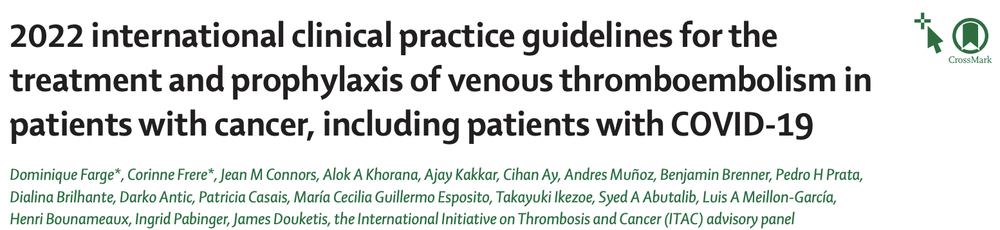 2022 international clinical practice guidelines for the
treatment and prophylaxis of venous thromboembolism in
patients with cancer, including patients with COVID-19
CrossMark
Dominique Farge*, Corinne Frere*, Jean M Connors, Alok A Khorana, Ajay Kakkar, Cihan Ay, Andres Muñoz, Benjamin Brenner, Pedro H Prata,
Dialina Brilhante, Darko Antic, Patricia Casais, María Cecilia Guillermo Esposito, Takayuki Ikezoe, Syed A Abutalib, Luis A Meillon-García,
Henri Bounameaux, Ingrid Pabinger, James Douketis, the International Initiative on Thrombosis and Cancer (ITAC) advisory panel